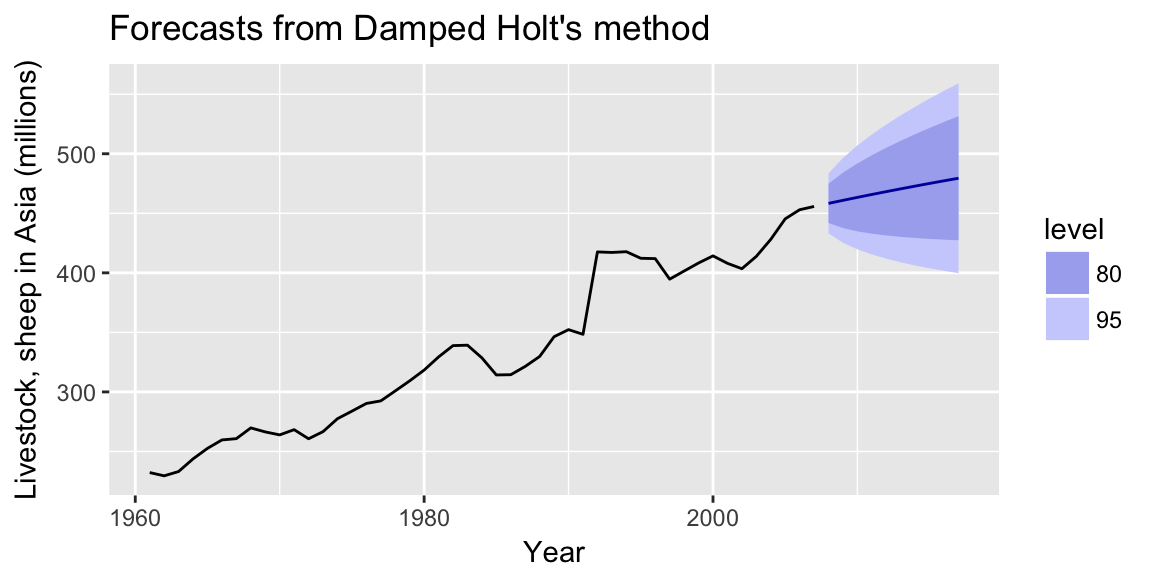 Forecasts from Damped Holt's method
Livestock, sheep in Asia (millions)
500
400
300
1960
1980
2000
Year
level
80
95